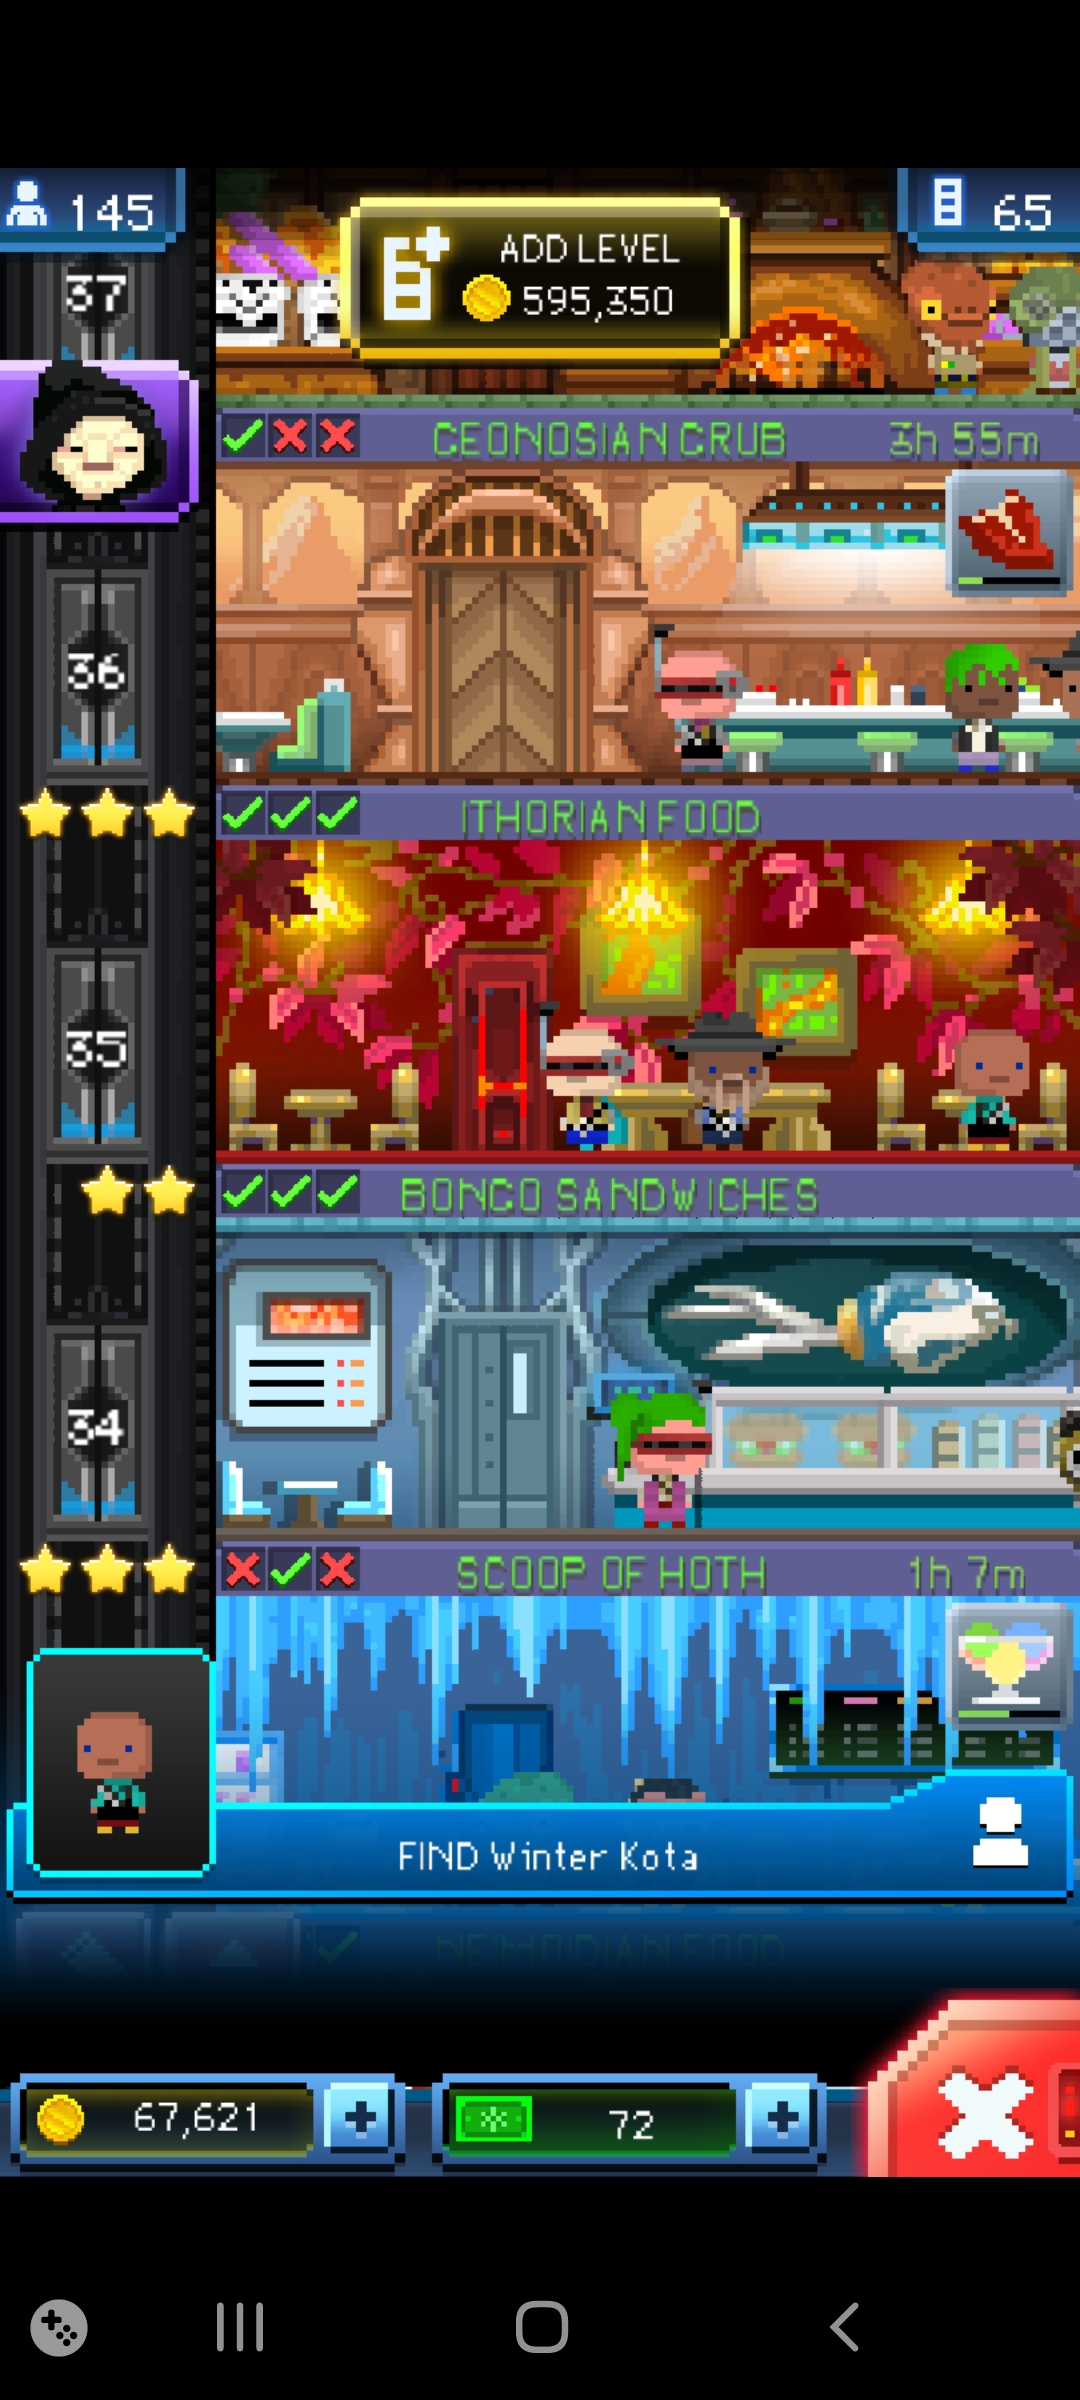 145
65
ADD LEVEL
595,350
37
GEONOSIAN GRUB 3h 55m
36
ITHORIAN FOOD
35
BONGO SANDWICHES
34
SCOOP OF HOTH 1h 7m
FIND Winter Kota
NEIMOIDIAN FOOD
67,621
72